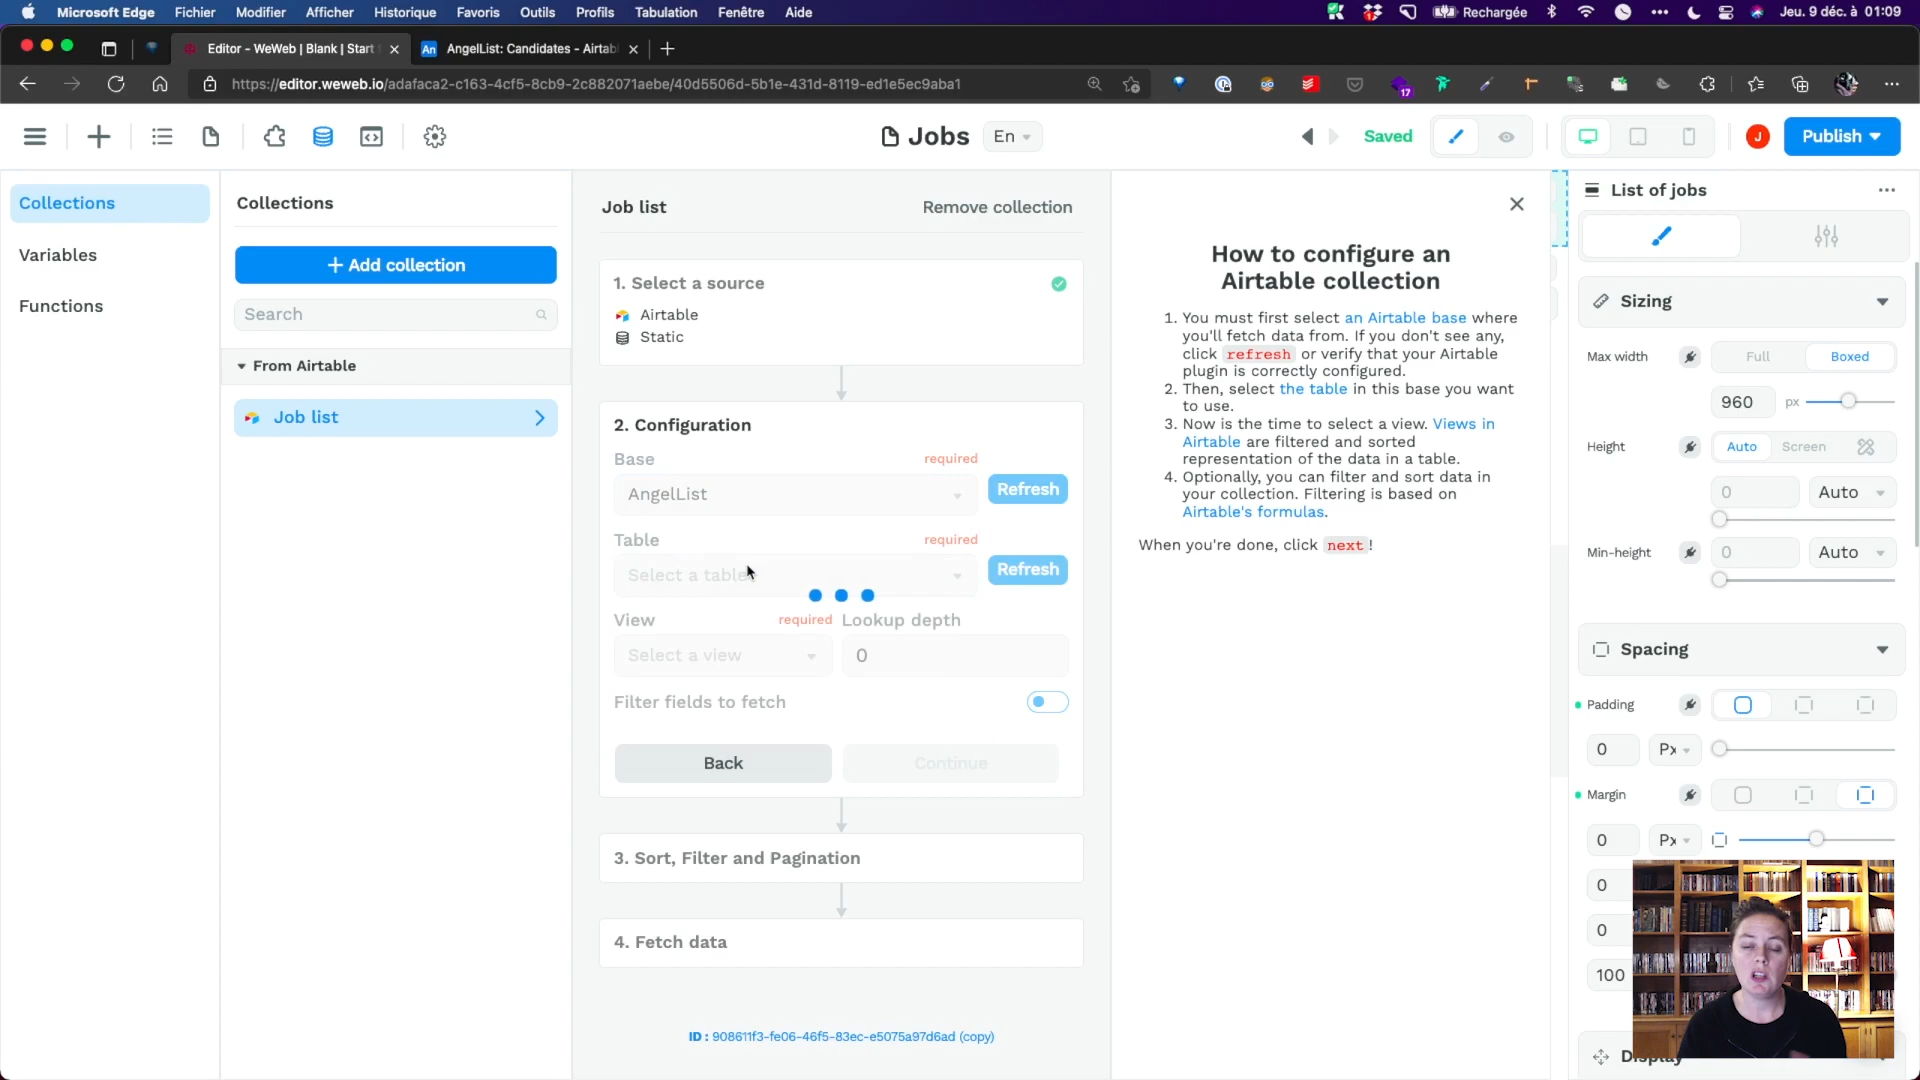 Microsoft Edge Fichier Modifier Afficher Historique Favoris Outils Profils Tabulation Fenêtre Aide
Rechargée Jeu. 9 déc. à 01:09
Editor - WeWeb | Blank | Start
An AngelList: Candidates - Airtab
https://editor.weweb.io/adafaca2-c163-4cf5-8cb9-2c882071aebe/40d5506d-5b1e-431d-8119-ed1e5ec9aba1
17
Jobs En
Saved
J
Publish
Collections
Variables
Functions
Collections
+ Add collection
Search
From Airtable
Job list
Job list
Remove collection
1. Select a source
Airtable
Static
2. Configuration
Base required
AngelList Refresh
Table required
Select a table Refresh
View required Lookup depth
Select a view 0
Filter fields to fetch
Back Continue
3. Sort, Filter and Pagination
4. Fetch data
ID : 908611f3-fe06-46f5-83ec-e5075a97d6ad (copy)
How to configure an
Airtable collection
1. You must first select an Airtable base where
you'll fetch data from. If you don't see any,
click refresh or verify that your Airtable
plugin is correctly configured.
2. Then, select the table in this base you want
to use.
3. Now is the time to select a view. Views in
Airtable are filtered and sorted
representation of the data in a table.
4. Optionally, you can filter and sort data in
your collection. Filtering is based on
Airtable's formulas.
When you're done, click next !
List of jobs
Sizing
Max width Full Boxed
960 px
Height Auto Screen
0 Auto
Min-height 0 Auto
Spacing
Padding
0 Px
Margin
0 Px
0
0
100
Display